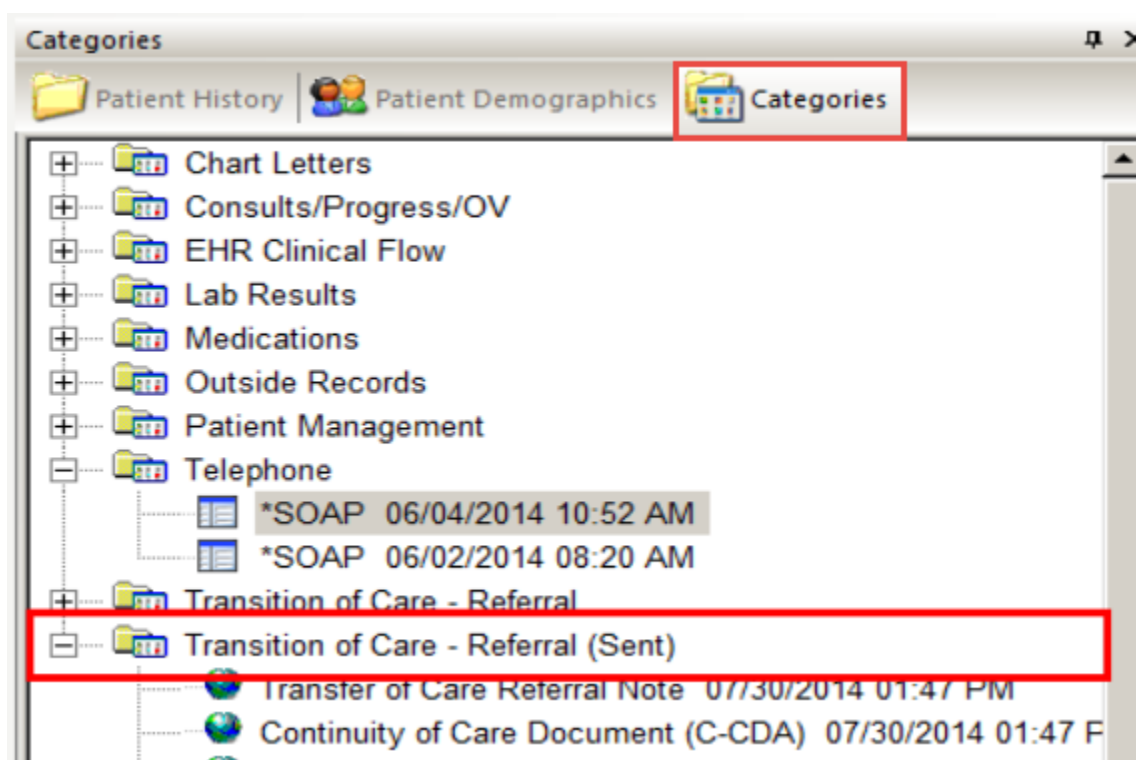 Categories
Patient History Patient Demographics Categories
Chart Letters
Consults/Progress/OV
EHR Clinical Flow
Lab Results
Medications
Outside Records
Patient Management
Telephone
*SOAP 06/04/2014 10:52 AM
*SOAP 06/02/2014 08:20 AM
Transition of Care - Referral
Transition of Care - Referral (Sent)
Transfer of Care Referral Note 07/30/2014 01:47 PM
Continuity of Care Document (C-CDA) 07/30/2014 01:47 P